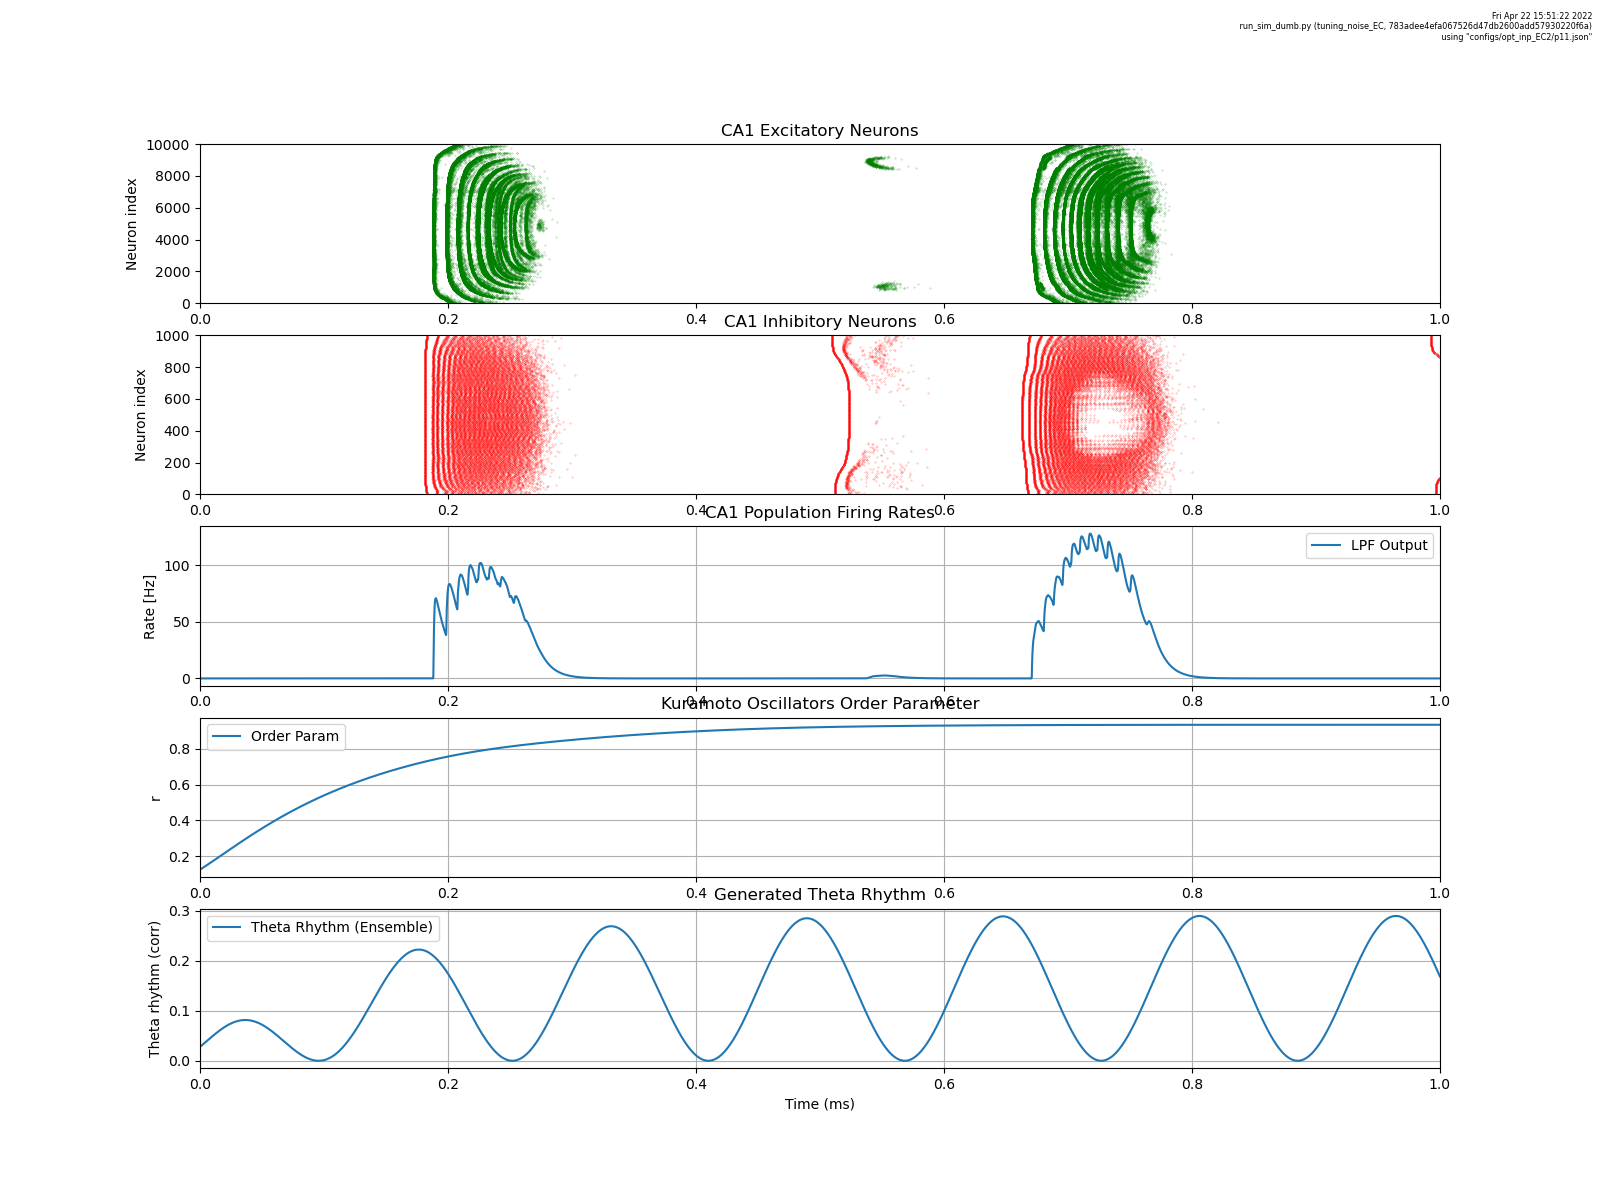 Fri Apr 22 15:51:22 2022
run_sim_dumb.py (tuning_noise_EC, 783adee4efa067526d47db2600add57930220f6a)
using "configs/opt_inp_EC2/p11.json"
CA1 Excitatory Neurons
Neuron index
10000
8000
6000
4000
2000
0
0.0 0.2 0.4 0.6 0.8 1.0
CA1 Inhibitory Neurons
Neuron index
1000
800
600
400
200
0
0.0 0.2 0.4 0.6 0.8 1.0
CA1 Population Firing Rates
Rate [Hz]
100
50
0
LPF Output
0.0 0.2 0.4 0.6 0.8 1.0
Kuramoto Oscillators Order Parameter
r
0.8
0.6
0.4
0.2
Order Param
0.0 0.2 0.4 0.6 0.8 1.0
Generated Theta Rhythm
Theta rhythm (corr)
0.3
0.2
0.1
0.0
Theta Rhythm (Ensemble)
0.0 0.2 0.4 0.6 0.8 1.0
Time (ms)